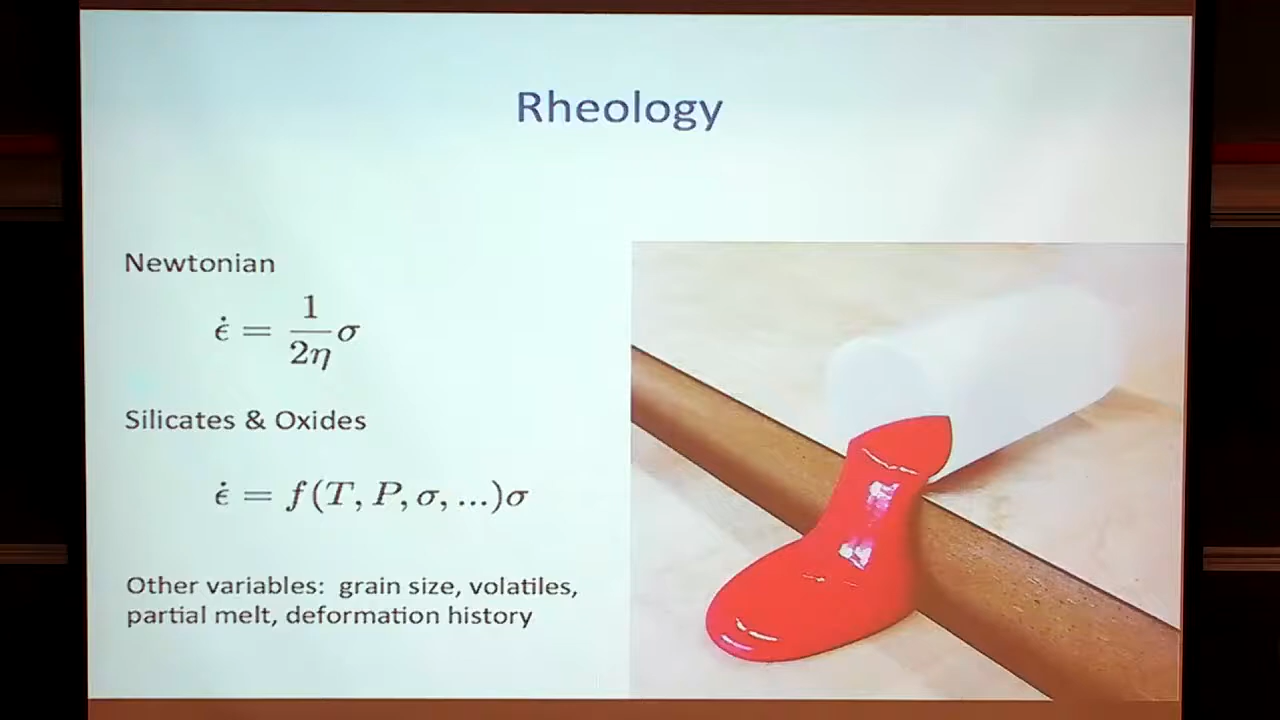 Rheology
Newtonian
ϵ̇ = 1/2η σ
Silicates & Oxides
ϵ̇ = f(T, P, σ, ...)σ
Other variables: grain size, volatiles,
partial melt, deformation history